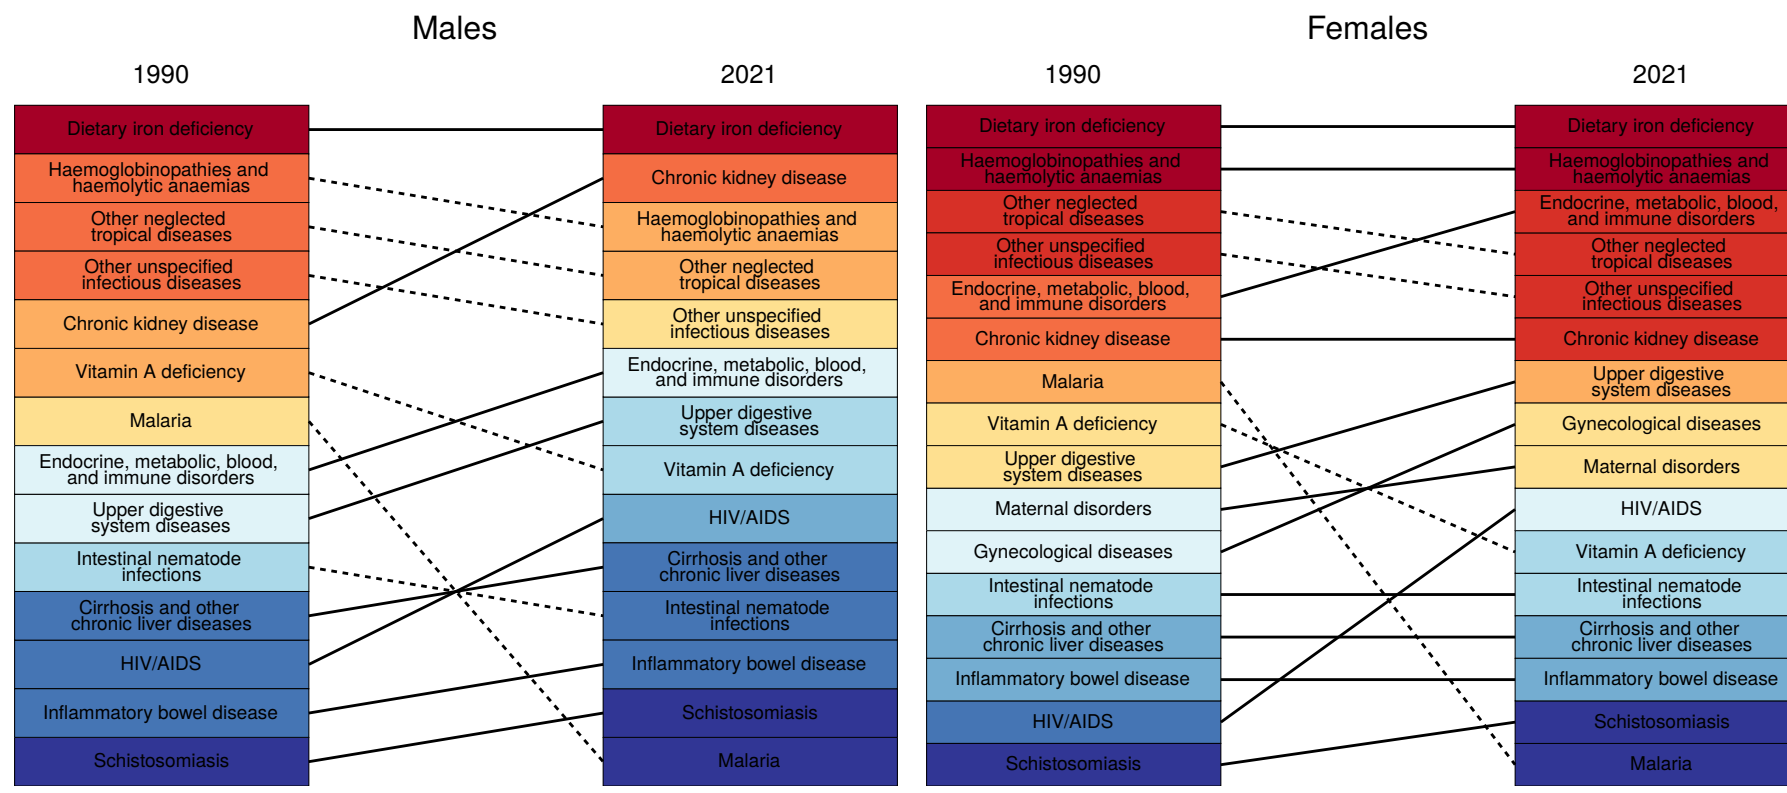 Males
1990
2021
Dietary iron deficiency
Haemoglobinopathies and
haemolytic anaemias
Other neglected
tropical diseases
Other unspecified
infectious diseases
Chronic kidney disease
Vitamin A deficiency
Malaria
Endocrine, metabolic, blood,
and immune disorders
Upper digestive
system diseases
Intestinal nematode
infections
Cirrhosis and other
chronic liver diseases
HIV/AIDS
Inflammatory bowel disease
Schistosomiasis
Dietary iron deficiency
Chronic kidney disease
Haemoglobinopathies and
haemolytic anaemias
Other neglected
tropical diseases
Other unspecified
infectious diseases
Endocrine, metabolic, blood,
and immune disorders
Upper digestive
system diseases
Vitamin A deficiency
HIV/AIDS
Cirrhosis and other
chronic liver diseases
Intestinal nematode
infections
Inflammatory bowel disease
Schistosomiasis
Malaria
Females
1990
2021
Dietary iron deficiency
Haemoglobinopathies and
haemolytic anaemias
Other neglected
tropical diseases
Other unspecified
infectious diseases
Endocrine, metabolic, blood,
and immune disorders
Chronic kidney disease
Malaria
Vitamin A deficiency
Upper digestive
system diseases
Maternal disorders
Gynecological diseases
Intestinal nematode
infections
Cirrhosis and other
chronic liver diseases
Inflammatory bowel disease
HIV/AIDS
Schistosomiasis
Dietary iron deficiency
Haemoglobinopathies and
haemolytic anaemias
Endocrine, metabolic, blood,
and immune disorders
Other neglected
tropical diseases
Other unspecified
infectious diseases
Chronic kidney disease
Upper digestive
system diseases
Gynecological diseases
Maternal disorders
HIV/AIDS
Vitamin A deficiency
Intestinal nematode
infections
Cirrhosis and other
chronic liver diseases
Inflammatory bowel disease
Schistosomiasis
Malaria